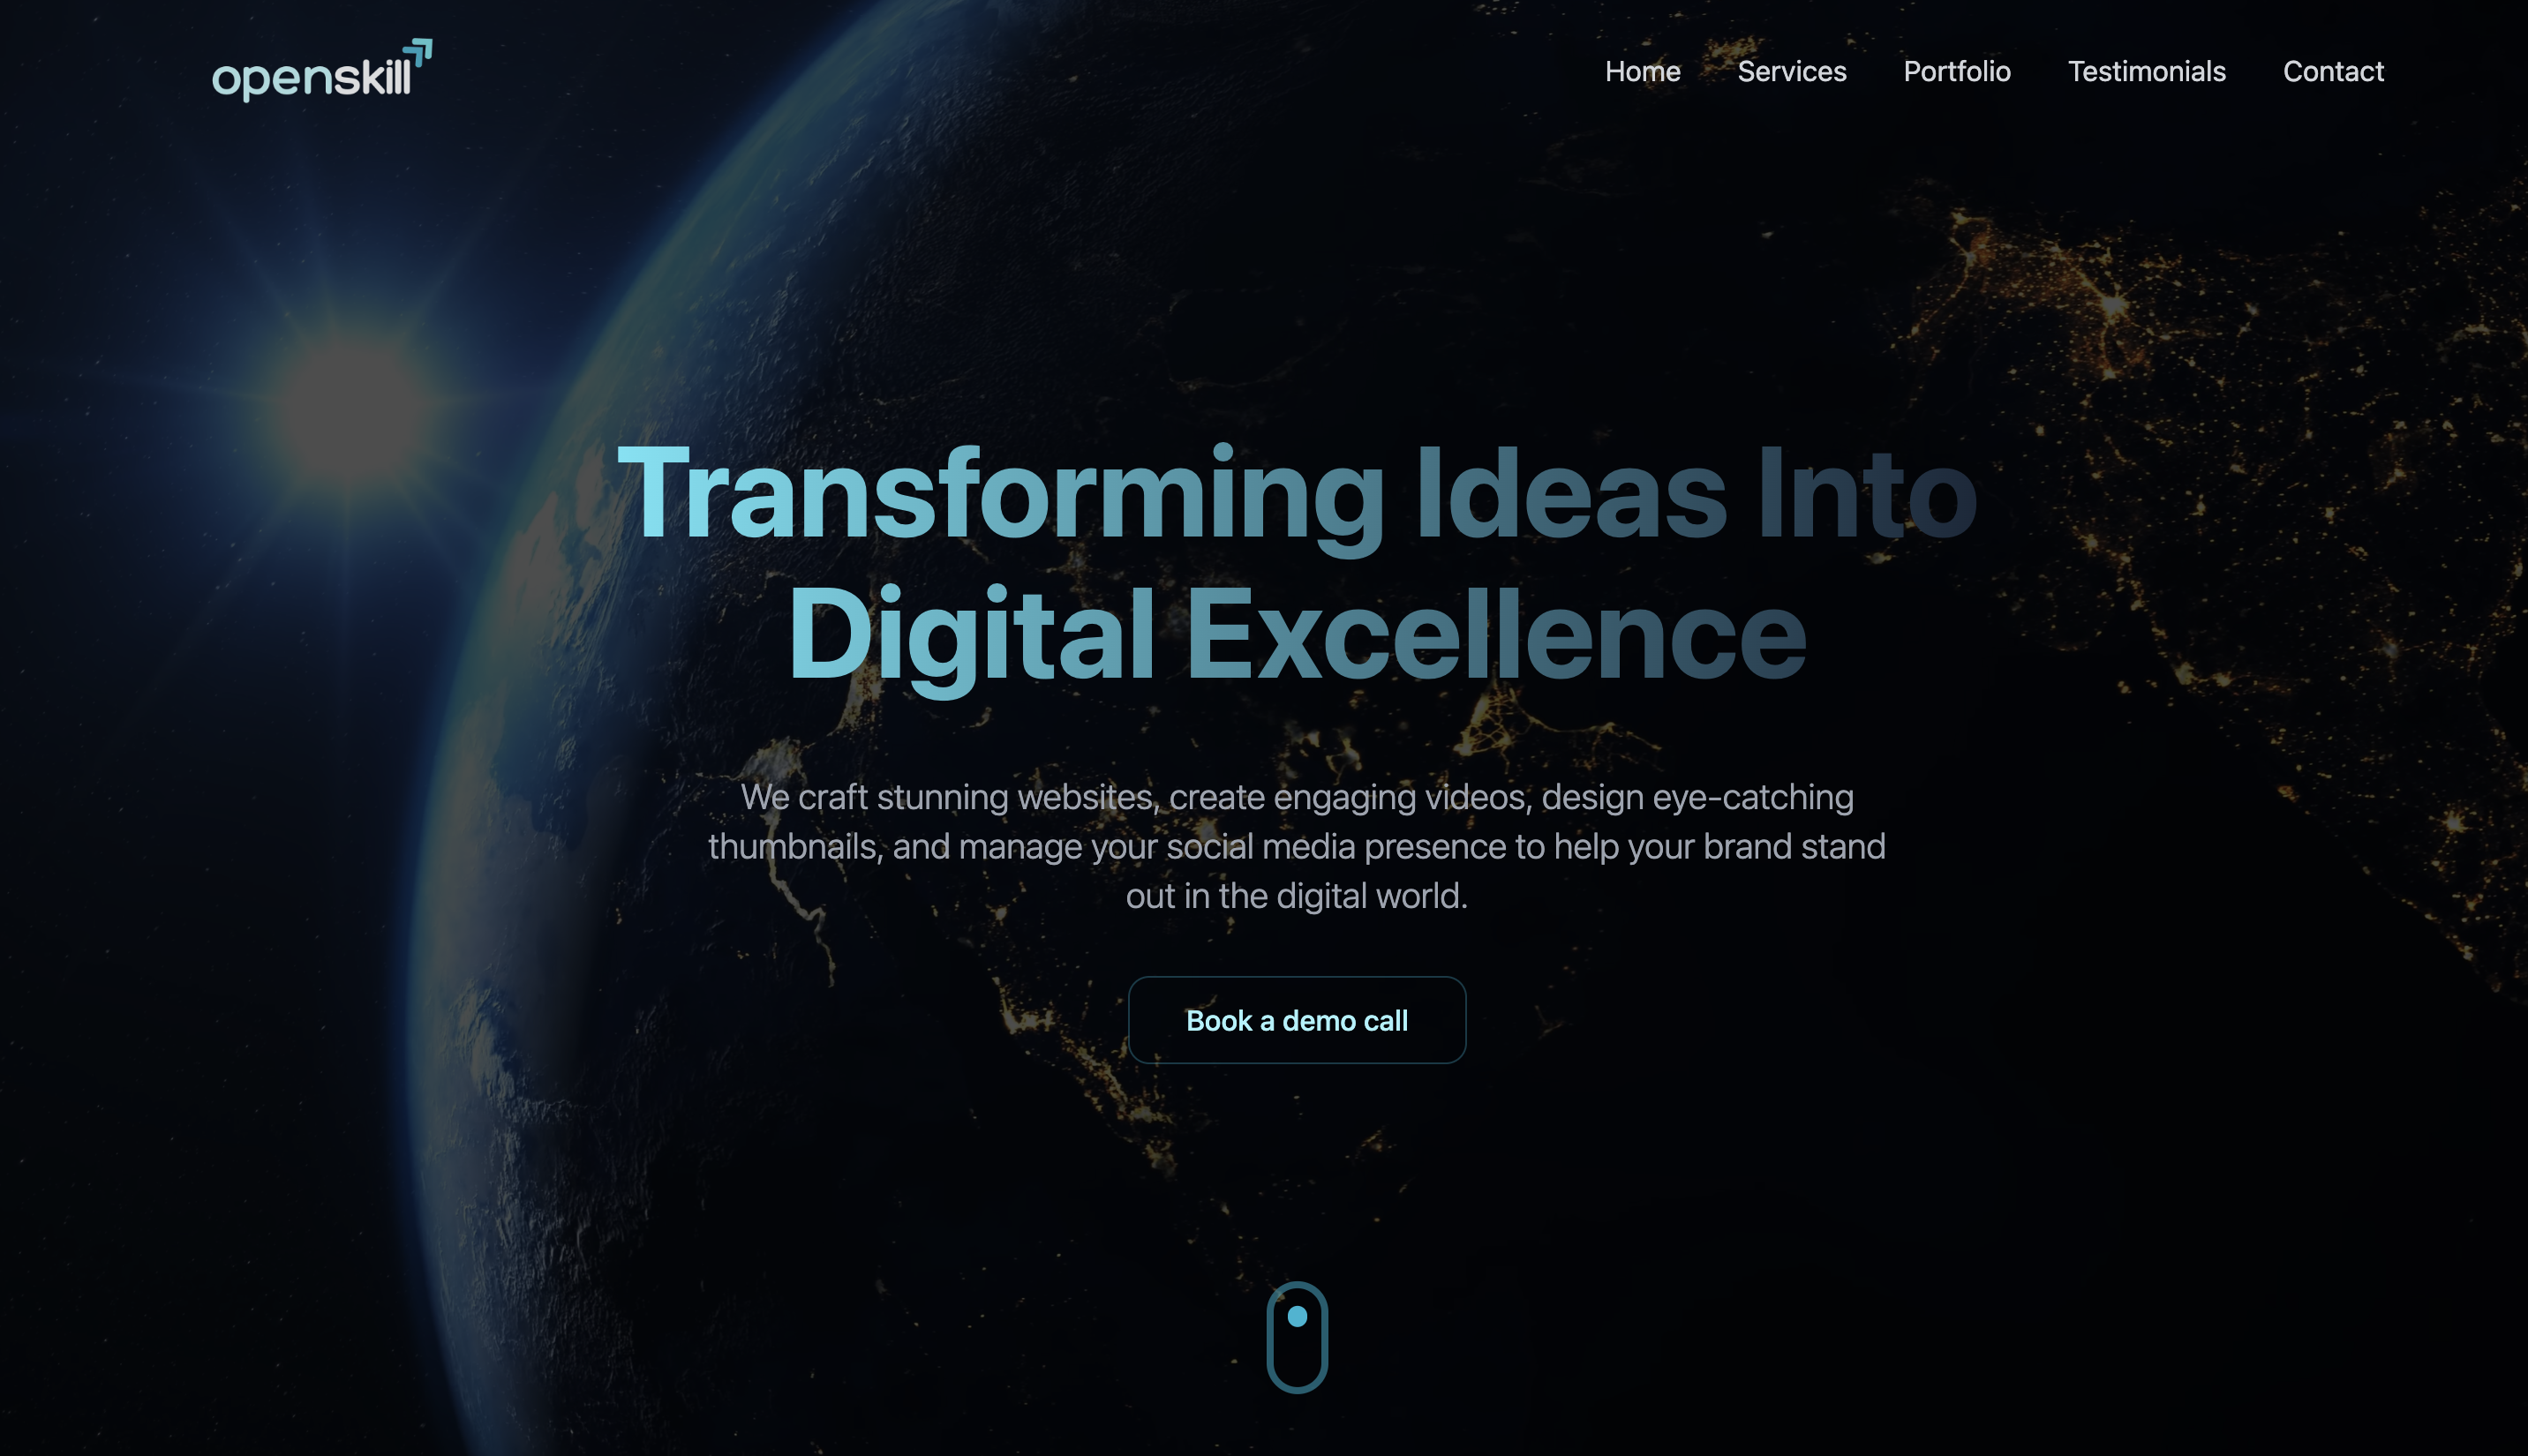 openskill
Home Services Portfolio Testimonials Contact
Transforming Ideas Into
Digital Excellence
We craft stunning websites, create engaging videos, design eye-catching
thumbnails, and manage your social media presence to help your brand stand
out in the digital world.
Book a demo call